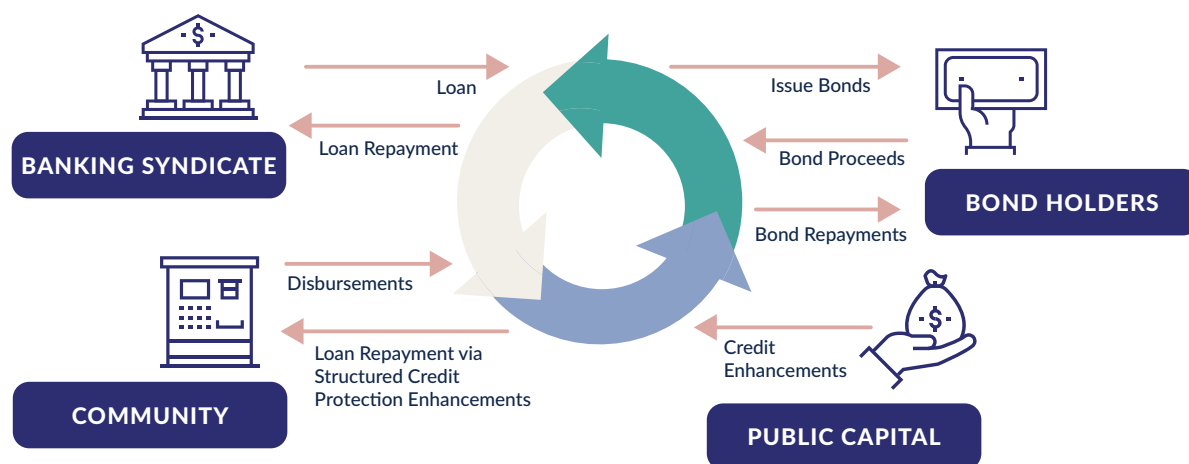 $
Loan
Loan Repayment
BANKING SYNDICATE
Issue Bonds
Bond Proceeds
Bond Repayments
BOND HOLDERS
Disbursements
Loan Repayment via
Structured Credit
Protection Enhancements
COMMUNITY
$
Credit
Enhancements
PUBLIC CAPITAL